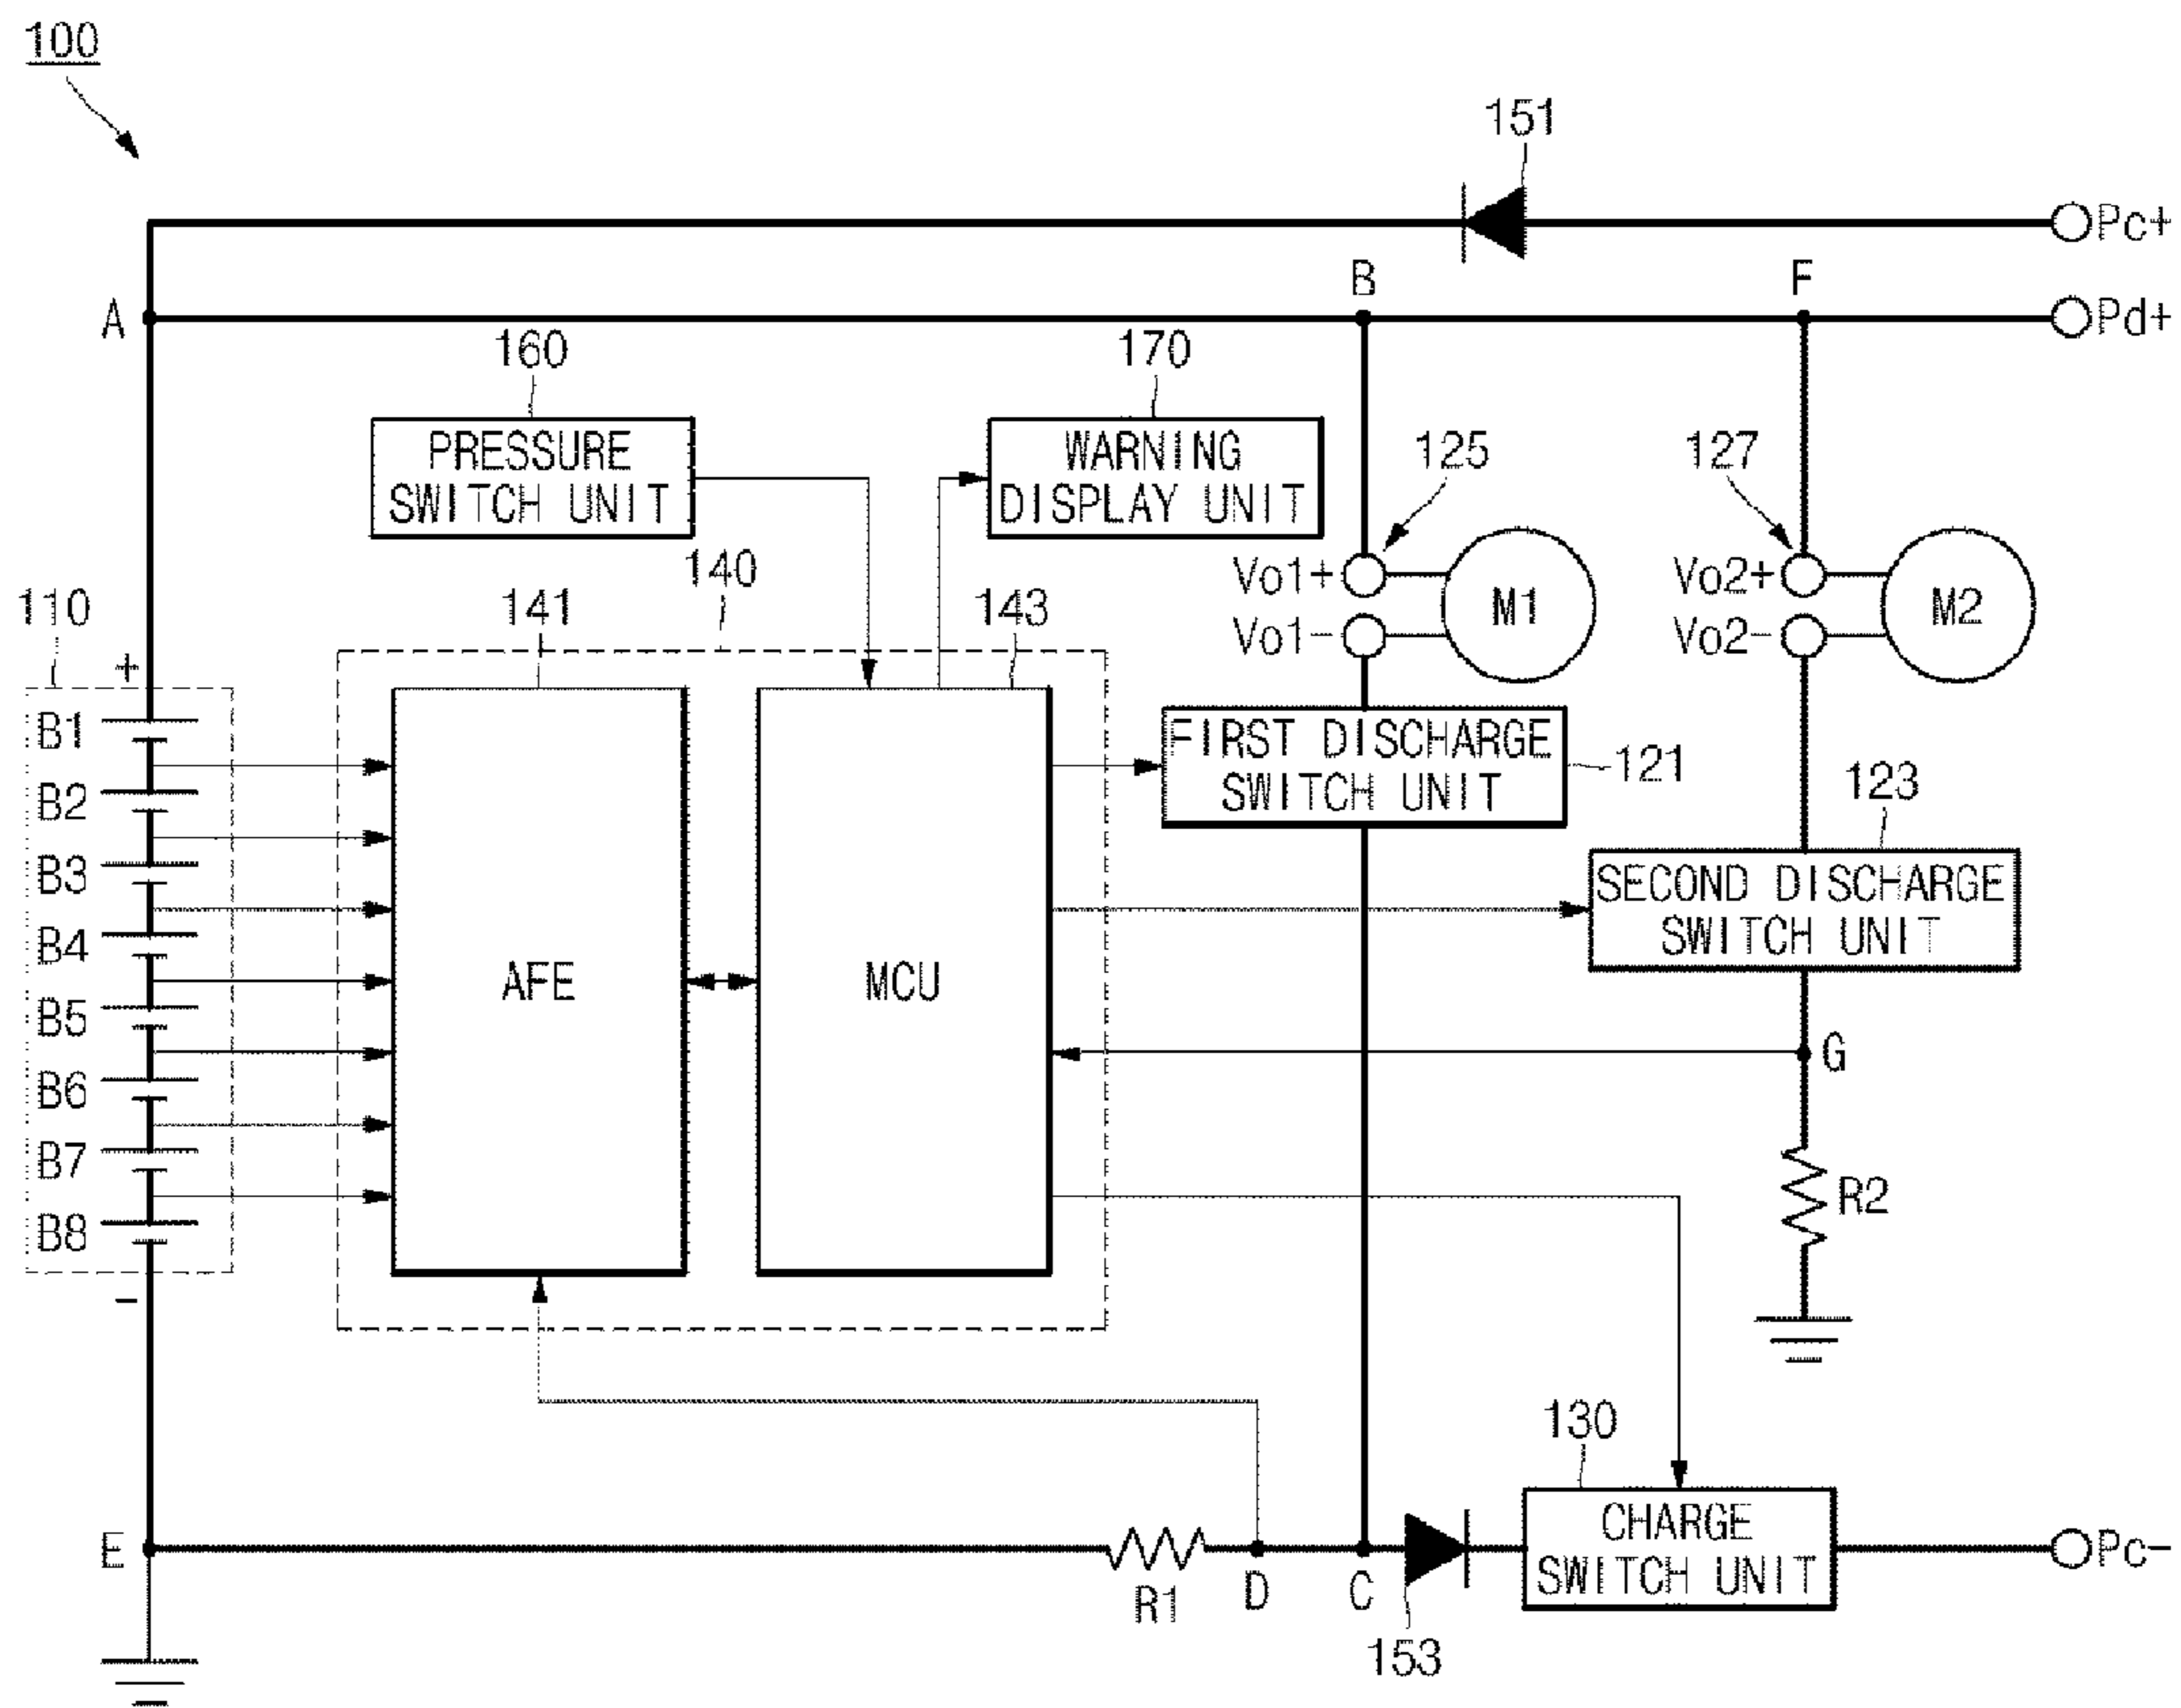 100
151
Pc+
B
F
A
Pd+
160
170
PRESSURE
SWITCH UNIT
WARNING
DISPLAY UNIT
125
127
140
Vo1+
Vo1-
M1
Vo2+
Vo2-
M2
110
141
143
+
B1
B2
B3
B4
B5
B6
B7
B8
-
AFE
MCU
FIRST DISCHARGE
SWITCH UNIT
121
123
SECOND DISCHARGE
SWITCH UNIT
G
R2
130
CHARGE
SWITCH UNIT
E
R1
D
C
Pc-
153